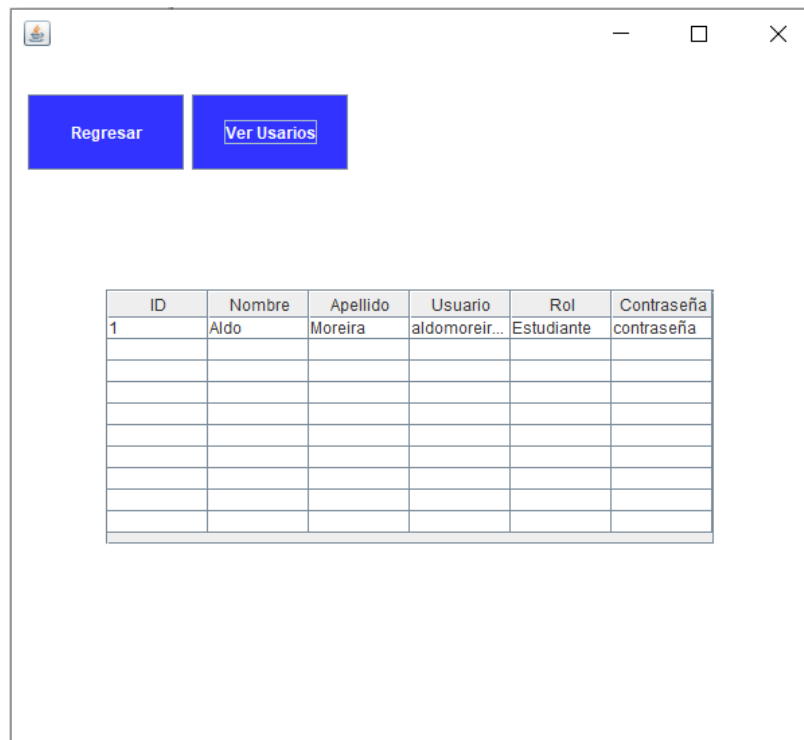 Regresar Ver Usarios
ID Nombre Apellido Usuario Rol Contraseña
1 Aldo Moreira aldomoreir... Estudiante contraseña